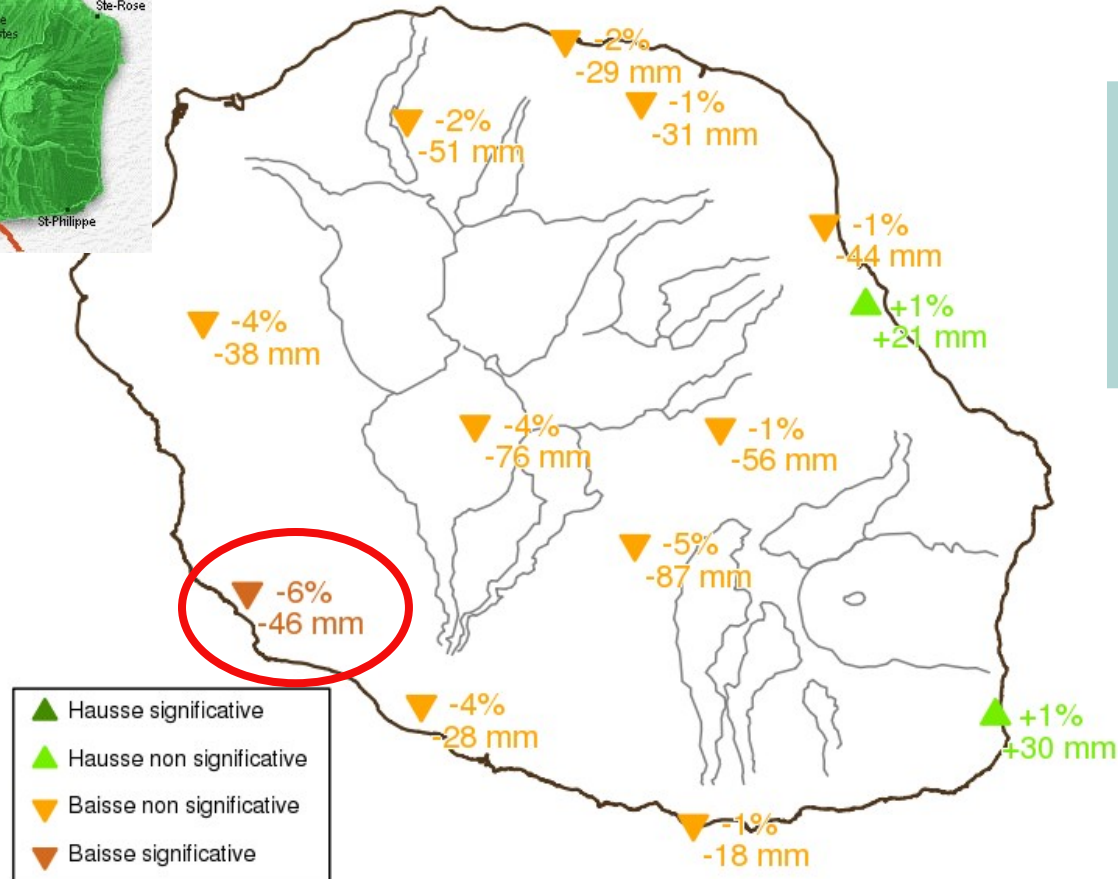 Ste-Rose
St-Philippe
-2%
-29 mm
-1%
-31 mm
-2%
-51 mm
-1%
-44 mm
+1%
+21 mm
-4%
-38 mm
-4%
-76 mm
-1%
-56 mm
-5%
-87 mm
-6%
-46 mm
-4%
-28 mm
+1%
+30 mm
-1%
-18 mm
Hausse significative
Hausse non significative
Baisse non significative
Baisse significative